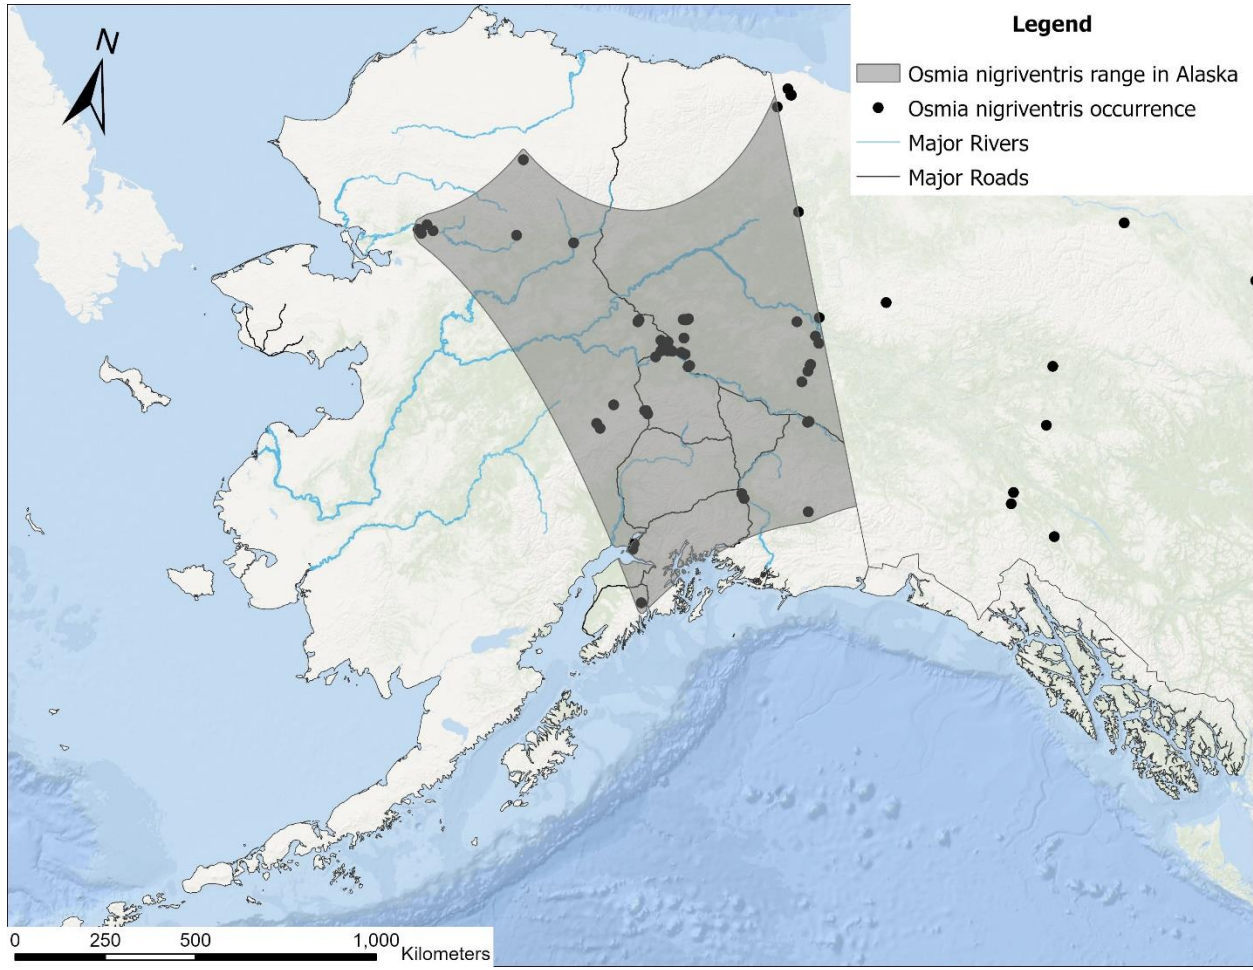 N
Legend
Osmia nigriventris range in Alaska
Osmia nigriventris occurrence
Major Rivers
Major Roads
0 250 500 1,000
Kilometers